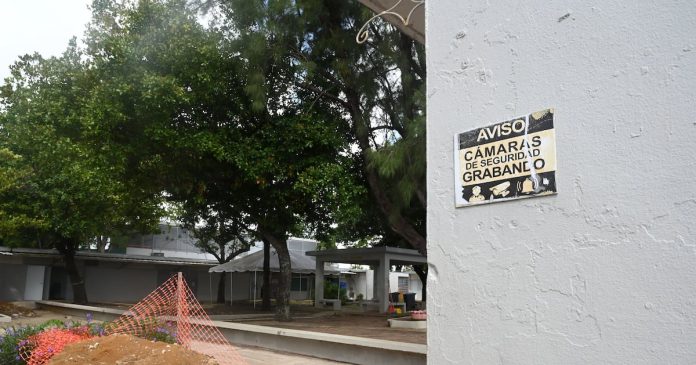 AVISO
CÁMARAS
DE SEGURIDAD
GRABANDO